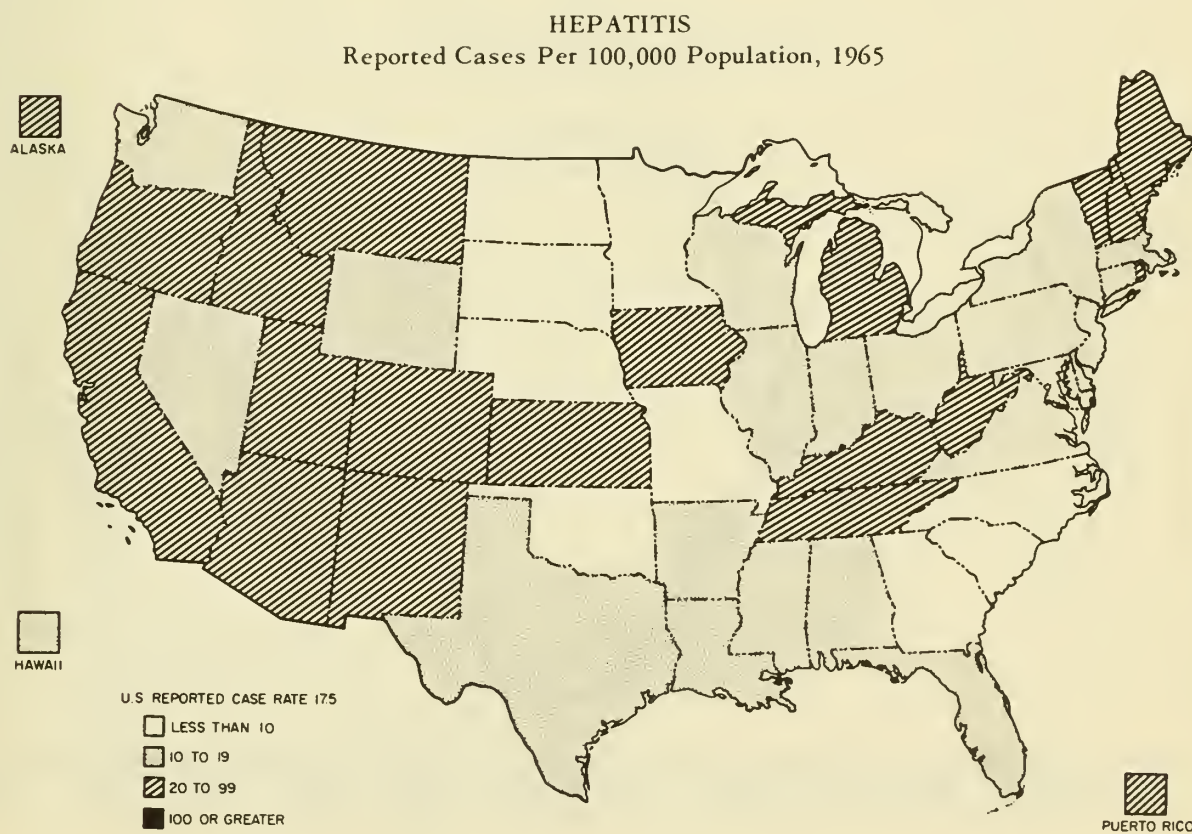 HEPATITIS
Reported Cases Per 100,000 Population, 1965
ALASKA
HAWAII
U.S REPORTED CASE RATE 17.5
LESS THAN 10
10 TO 19
20 TO 99
100 OR GREATER
PUERTO RICO